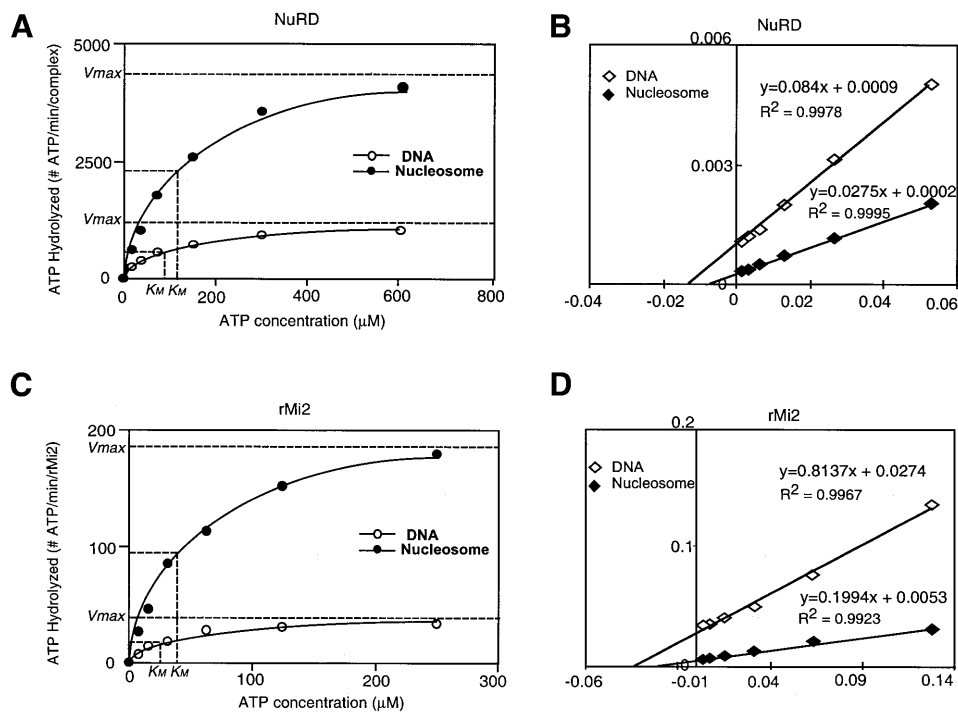 A
NuRD
5000
Vmax
2500
Vmax
0
ATP Hydrolyzed (# ATP/min/complex)
DNA
Nucleosome
0
KM KM
200
400
600
800
ATP concentration (μM)
B
NuRD
0.006
DNA
Nucleosome
y=0.084x + 0.0009
R2 = 0.9978
0.003
y=0.0275x + 0.0002
R2 = 0.9995
0
-0.04
-0.02
0
0.02
0.04
0.06
C
rMi2
200
Vmax
100
Vmax
0
ATP Hydrolyzed (# ATP/min/rMi2)
DNA
Nucleosome
0
KM KM
100
200
300
ATP concentration (μM)
D
rMi2
0.2
DNA
Nucleosome
y=0.8137x + 0.0274
R2 = 0.9967
0.1
y=0.1994x + 0.0053
R2 = 0.9923
0
-0.06
-0.01
0.04
0.09
0.14